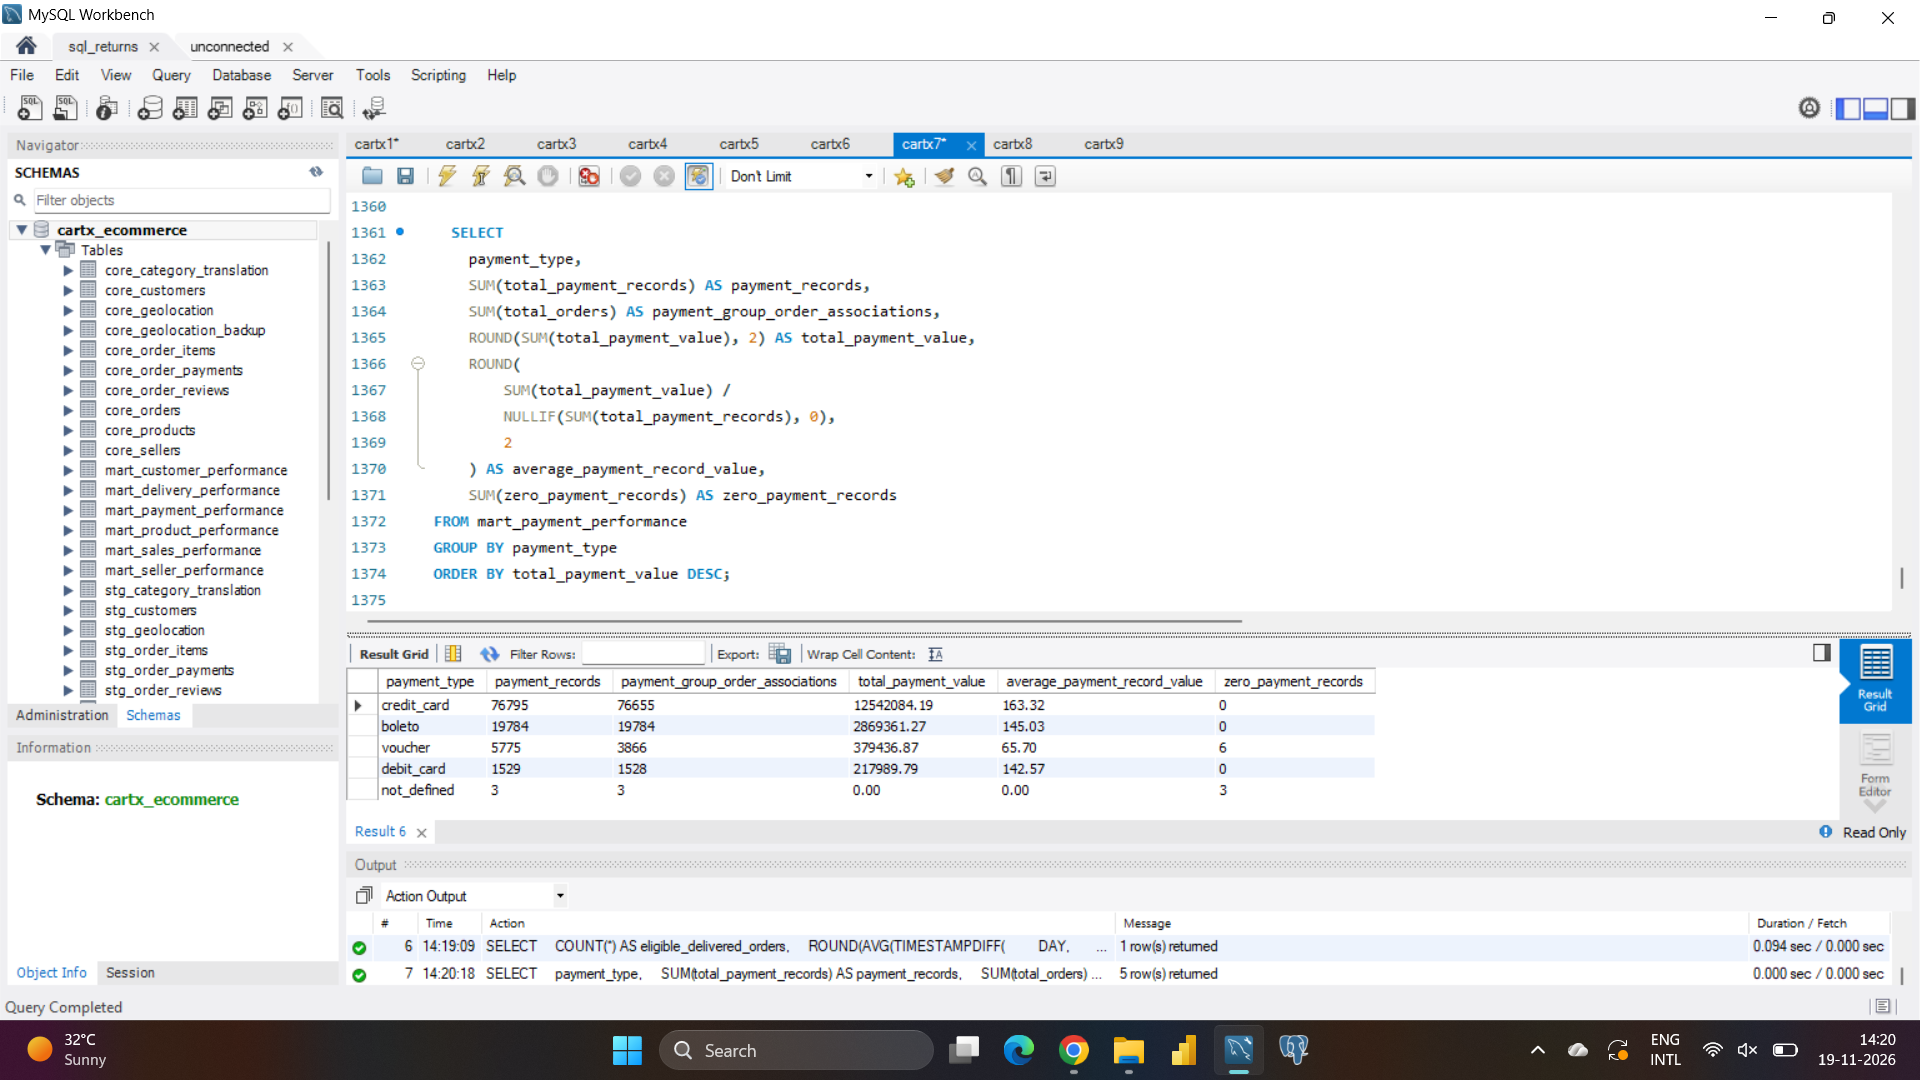 MySQL Workbench
sql_returns
unconnected
File Edit View Query Database Server Tools Scripting Help
Navigator
SCHEMAS
Filter objects
cartx_ecommerce
Tables
core_category_translation
core_customers
core_geolocation
core_geolocation_backup
core_order_items
core_order_payments
core_order_reviews
core_orders
core_products
core_sellers
mart_customer_performance
mart_delivery_performance
mart_payment_performance
mart_product_performance
mart_sales_performance
mart_seller_performance
stg_category_translation
stg_customers
stg_geolocation
stg_order_items
stg_order_payments
stg_order_reviews
Administration Schemas
Information
Schema: cartx_ecommerce
Object Info Session
Query Completed
cartx1* cartx2 cartx3 cartx4 cartx5 cartx6 cartx7* cartx8 cartx9
Don't Limit
1360
1361 SELECT
1362 payment_type,
1363 SUM(total_payment_records) AS payment_records,
1364 SUM(total_orders) AS payment_group_order_associations,
1365 ROUND(SUM(total_payment_value), 2) AS total_payment_value,
1366 ROUND(
1367 SUM(total_payment_value) /
1368 NULLIF(SUM(total_payment_records), 0),
1369 2
1370 ) AS average_payment_record_value,
1371 SUM(zero_payment_records) AS zero_payment_records
1372 FROM mart_payment_performance
1373 GROUP BY payment_type
1374 ORDER BY total_payment_value DESC;
1375
Result Grid Filter Rows: Export: Wrap Cell Content:
payment_type payment_records payment_group_order_associations total_payment_value average_payment_record_value zero_payment_records
credit_card 76795 76655 12542084.19 163.32 0
boleto 19784 19784 2869361.27 145.03 0
voucher 5775 3866 379436.87 65.70 6
debit_card 1529 1528 217989.79 142.57 0
not_defined 3 3 0.00 0.00 3
Result
Grid
Form
Editor
Result 6
Read Only
Output
Action Output
# Time Action Message Duration / Fetch
6 14:19:09 SELECT COUNT(*) AS eligible_delivered_orders, ROUND(AVG(TIMESTAMPDIFF( DAY, ... 1 row(s) returned 0.094 sec / 0.000 sec
7 14:20:18 SELECT payment_type, SUM(total_payment_records) AS payment_records, SUM(total_orders) ... 5 row(s) returned 0.000 sec / 0.000 sec
32°C
Sunny
Search
ENG
INTL
14:20
19-11-2026